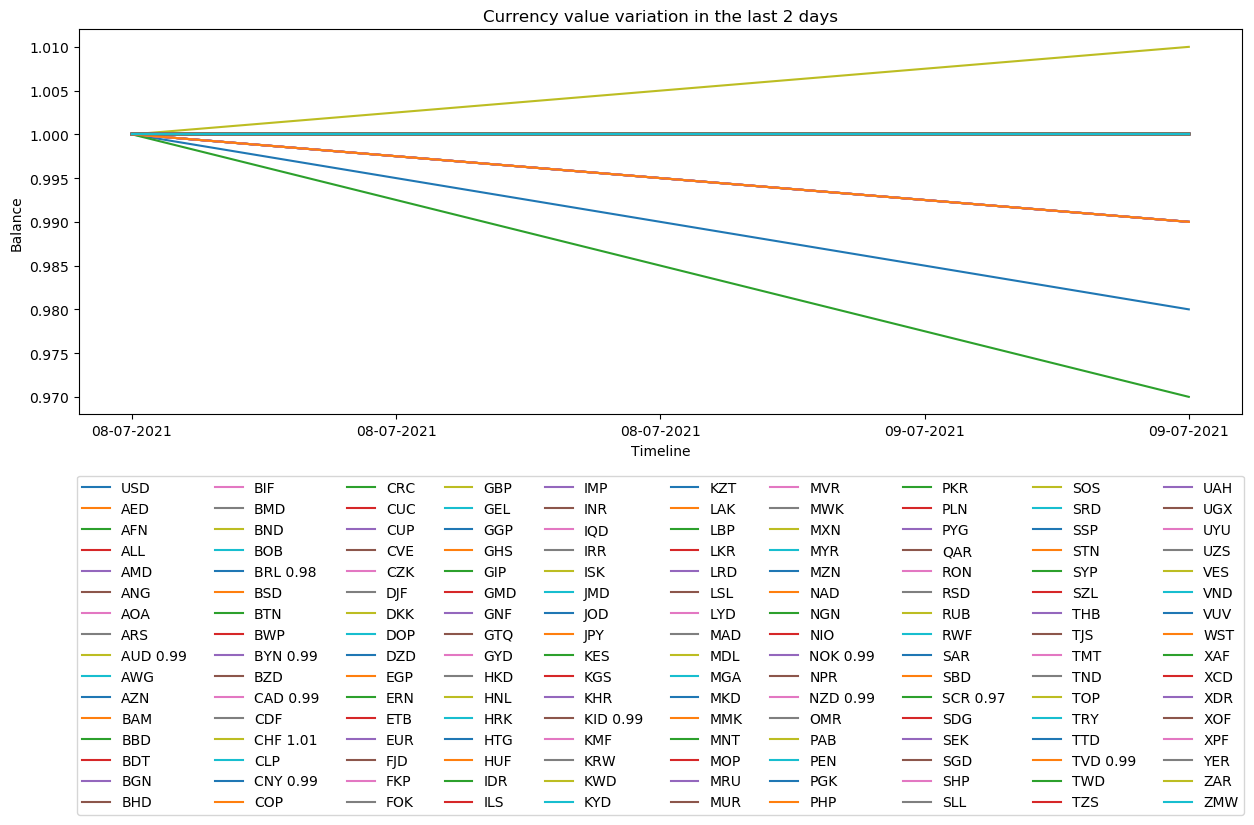 Currency value variation in the last 2 days
1.010
1.005
1.000
0.995
0.990
0.985
0.980
0.975
0.970
Balance
08-07-2021 08-07-2021 08-07-2021 09-07-2021 09-07-2021
Timeline
USD BIF CRC GBP IMP KZT MVR PKR SOS UAH
AED BMD CUC GEL INR LAK MWK PLN SRD UGX
AFN BND CUP GGP IQD LBP MXN PYG SSP UYU
ALL BOB CVE GHS IRR LKR MYR QAR STN UZS
AMD BRL 0.98 CZK GIP ISK LRD MZN RON SYP VES
ANG BSD DJF GMD JMD LSL NAD RSD SZL VND
AOA BTN DKK GNF JOD LYD NGN RUB THB VUV
ARS BWP DOP GTQ JPY MAD NIO RWF TJS WST
AUD 0.99 BYN 0.99 DZD GYD KES MDL NOK 0.99 SAR TMT XAF
AWG BZD EGP HKD KGS MGA NPR SBD TND XCD
AZN CAD 0.99 ERN HNL KHR MKD NZD 0.99 SCR 0.97 TOP XDR
BAM CDF ETB HRK KID 0.99 MMK OMR SDG TRY XOF
BBD CHF 1.01 EUR HTG KMF MNT PAB SEK TTD XPF
BDT CLP FJD HUF KRW MOP PEN SGD TVD 0.99 YER
BGN CNY 0.99 FKP IDR KWD MRU PGK SHP TWD ZAR
BHD COP FOK ILS KYD MUR PHP SLL TZS ZMW